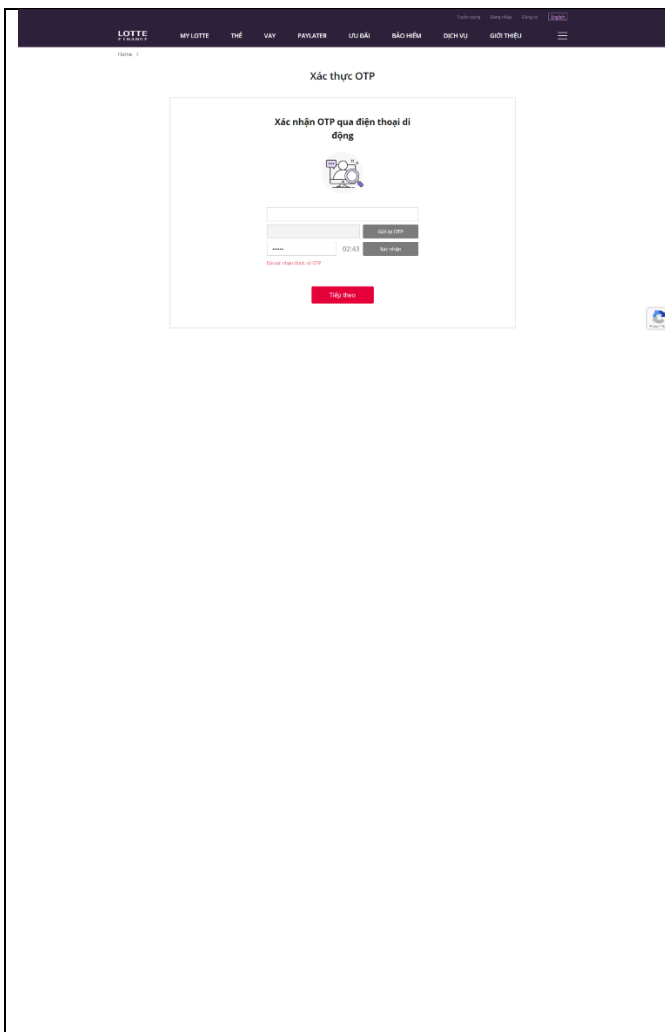 Tuyển dụng Đăng nhập Đăng ký English
LOTTE
FINANCE
MY LOTTE THẺ VAY PAYLATER ƯU ĐÃI BẢO HIỂM DỊCH VỤ GIỚI THIỆU
Home
Xác thực OTP
Xác nhận OTP qua điện thoại di
động
Gửi lại OTP
••••• 02:43 Xác nhận
Đã xác nhận được số OTP
Tiếp theo